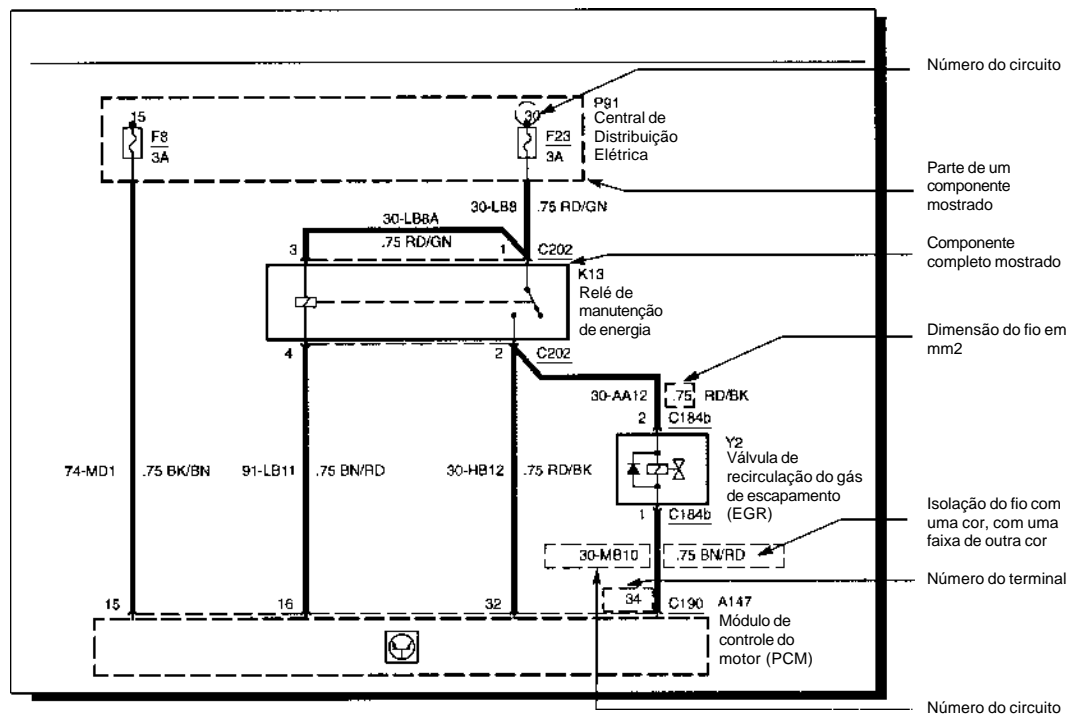 Número do circuito
15
30
P91
Central de
Distribuição
Elétrica
F8
3A
F23
3A
Parte de um
componente
mostrado
30-LB8
.75 RD/GN
30-LB8A
.75 RD/GN
3
1
C202
Componente
completo mostrado
K13
Relé de
manutenção
de energia
4
2
C202
Dimensão do fio em
mm2
30-AA12
.75 RD/BK
2
C184b
Y2
Válvula de
recirculação do gás
de escapamento
(EGR)
74-MD1
.75 BK/BN
91-LB11
.75 BN/RD
30-HB12
.75 RD/BK
1
C184b
Isolação do fio com
uma cor, com uma
faixa de outra cor
30-MB10
.75 BN/RD
Número do terminal
15
16
32
34
C190
A147
Módulo de
controle do
motor (PCM)
Número do circuito